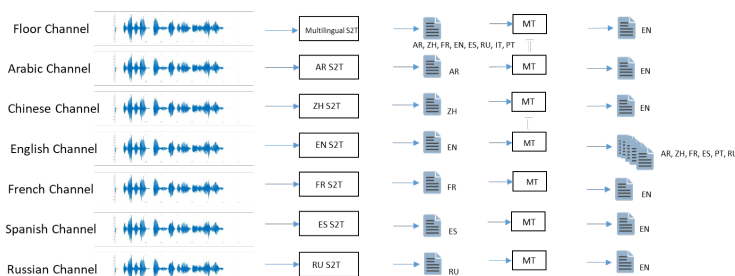 Floor Channel Multilingual S2T MT EN
AR, ZH, FR, EN, ES, RU, IT, PT
Arabic Channel AR S2T AR MT EN
Chinese Channel ZH S2T ZH MT EN
English Channel EN S2T EN MT AR, ZH, FR, ES, PT, RU
French Channel FR S2T FR MT EN
Spanish Channel ES S2T ES MT EN
Russian Channel RU S2T RU MT EN